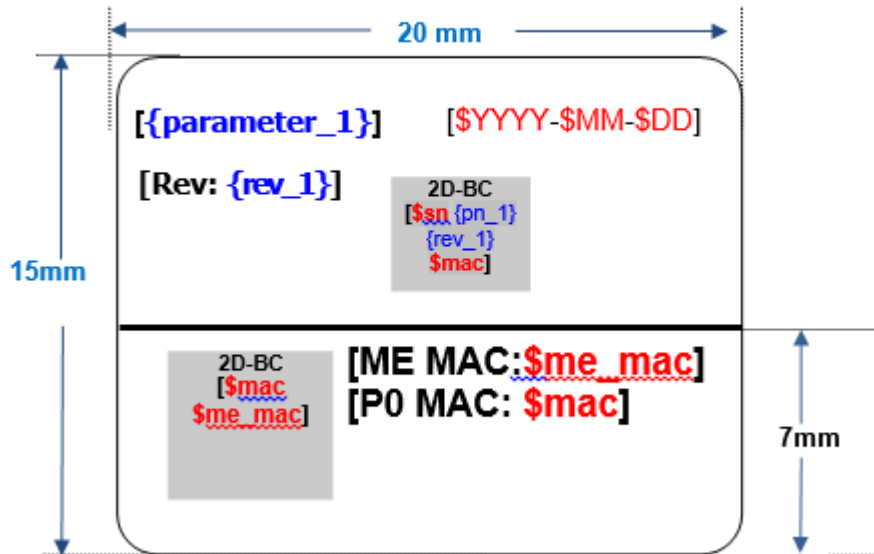 20 mm
[{parameter_1}] [$YYYY-$MM-$DD]
[Rev: {rev_1}]
2D-BC
[$sn {pn_1}
{rev_1}
$mac]
15mm
2D-BC
[$mac
$me_mac]
[ME MAC:$me_mac]
[P0 MAC: $mac]
7mm